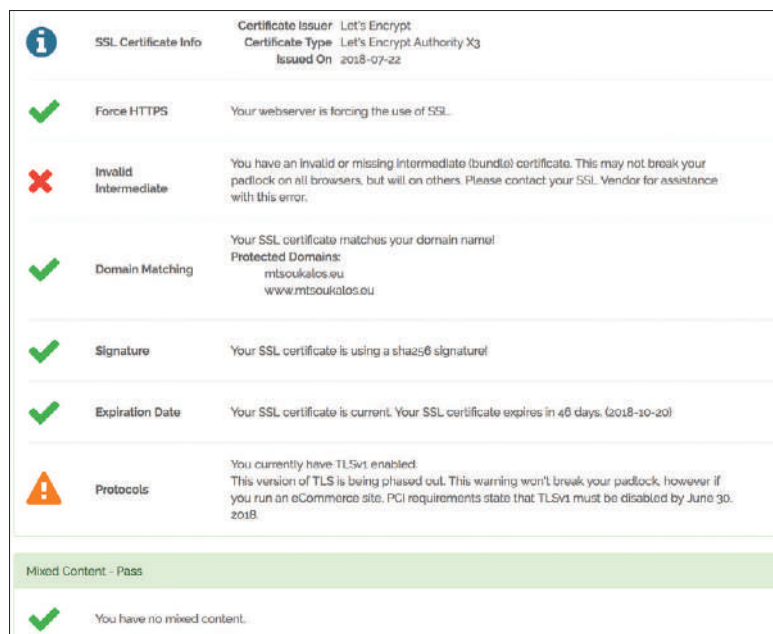 SSL Certificate Info
Certificate Issuer Let's Encrypt
Certificate Type Let's Encrypt Authority X3
Issued On 2018-07-22
Force HTTPS
Your webserver is forcing the use of SSL.
Invalid
Intermediate
You have an invalid or missing intermediate (bundle) certificate. This may not break your
padlock on all browsers, but will on others. Please contact your SSL Vendor for assistance
with this error.
Domain Matching
Your SSL certificate matches your domain name!
Protected Domains:
mtsoukalos.eu
www.mtsoukalos.eu
Signature
Your SSL certificate is using a sha256 signature!
Expiration Date
Your SSL certificate is current. Your SSL certificate expires in 46 days. (2018-10-20)
Protocols
You currently have TLSv1 enabled.
This version of TLS is being phased out. This warning won't break your padlock, however if
you run an eCommerce site, PCI requirements state that TLSv1 must be disabled by June 30,
2018.
Mixed Content - Pass
You have no mixed content.